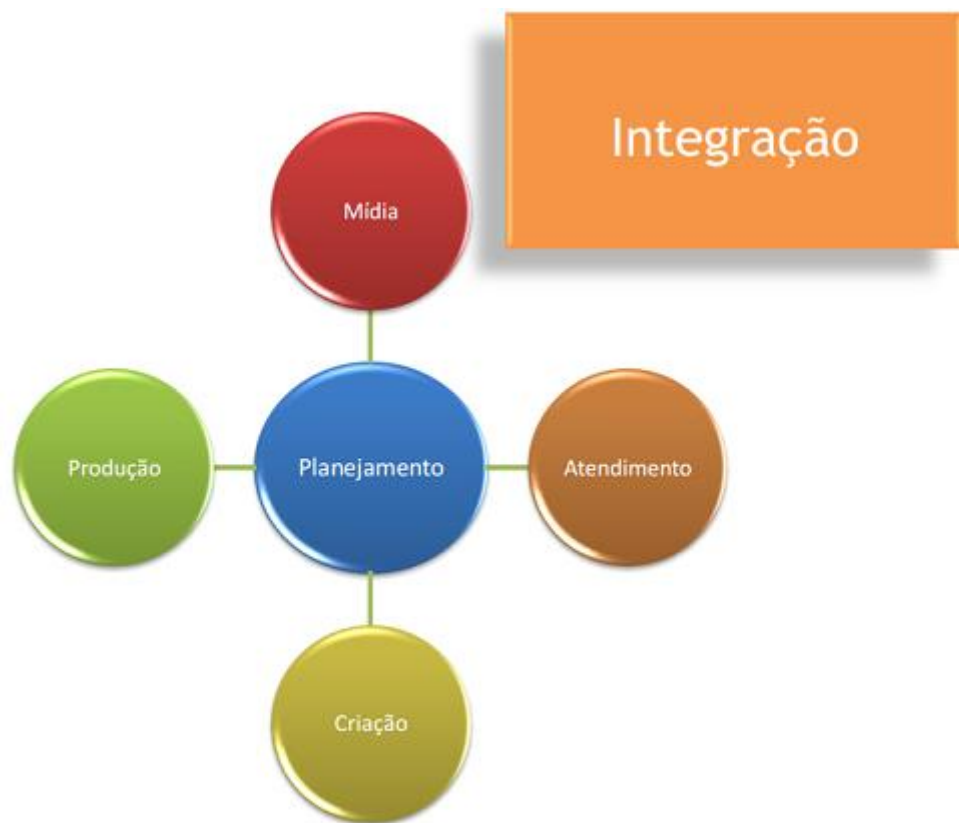 Integração
Mídia
Produção
Planejamento
Atendimento
Criação